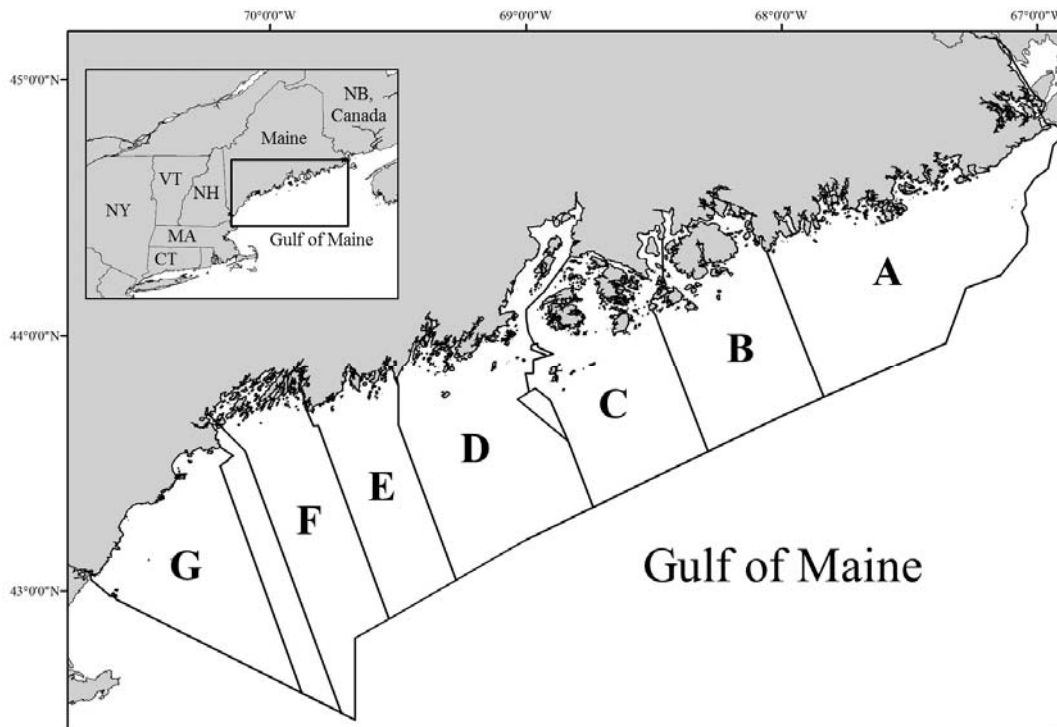 70°0'0"W
69°0'0"W
68°0'0"W
67°0'0"W
45°0'0"N
44°0'0"N
43°0'0"N
NB,
Canada
Maine
VT
NH
NY
MA
CT
Gulf of Maine
A
B
C
D
E
F
G
Gulf of Maine